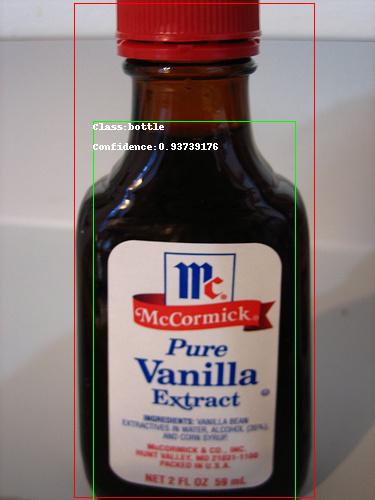 Class:bottle
Confidence:0.93739176
Mc
McCormick
Pure
Vanilla
Extract
INGREDIENTS: VANILLA BEAN
EXTRACTIVES IN WATER, ALCOHOL (35%),
AND CORN SYRUP.
McCORMICK & CO., INC.
HUNT VALLEY, MD 21031-1100
PACKED IN U.S.A.
NET 2 FL OZ 59 mL